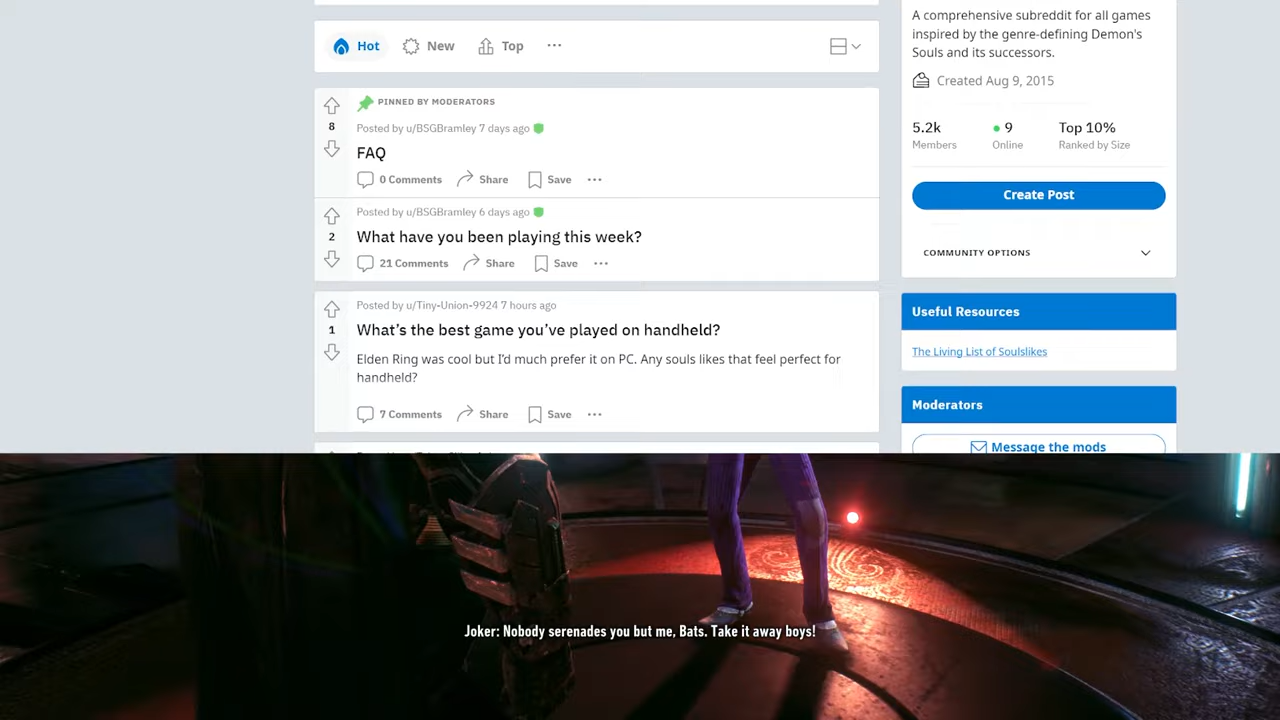 Hot
New
Top
PINNED BY MODERATORS
8
Posted by u/BSGBramley 7 days ago
FAQ
0 Comments
Share
Save
Posted by u/BSGBramley 6 days ago
2
What have you been playing this week?
21 Comments
Share
Save
Posted by u/Tiny-Union-9924 7 hours ago
1
What's the best game you've played on handheld?
Elden Ring was cool but I'd much prefer it on PC. Any souls likes that feel perfect for
handheld?
7 Comments
Share
Save
A comprehensive subreddit for all games
inspired by the genre-defining Demon's
Souls and its successors.
Created Aug 9, 2015
5.2k
9
Top 10%
Members
Online
Ranked by Size
Create Post
COMMUNITY OPTIONS
Useful Resources
The Living List of Soulslikes
Moderators
Message the mods
Joker: Nobody serenades you but me, Bats. Take it away boys!